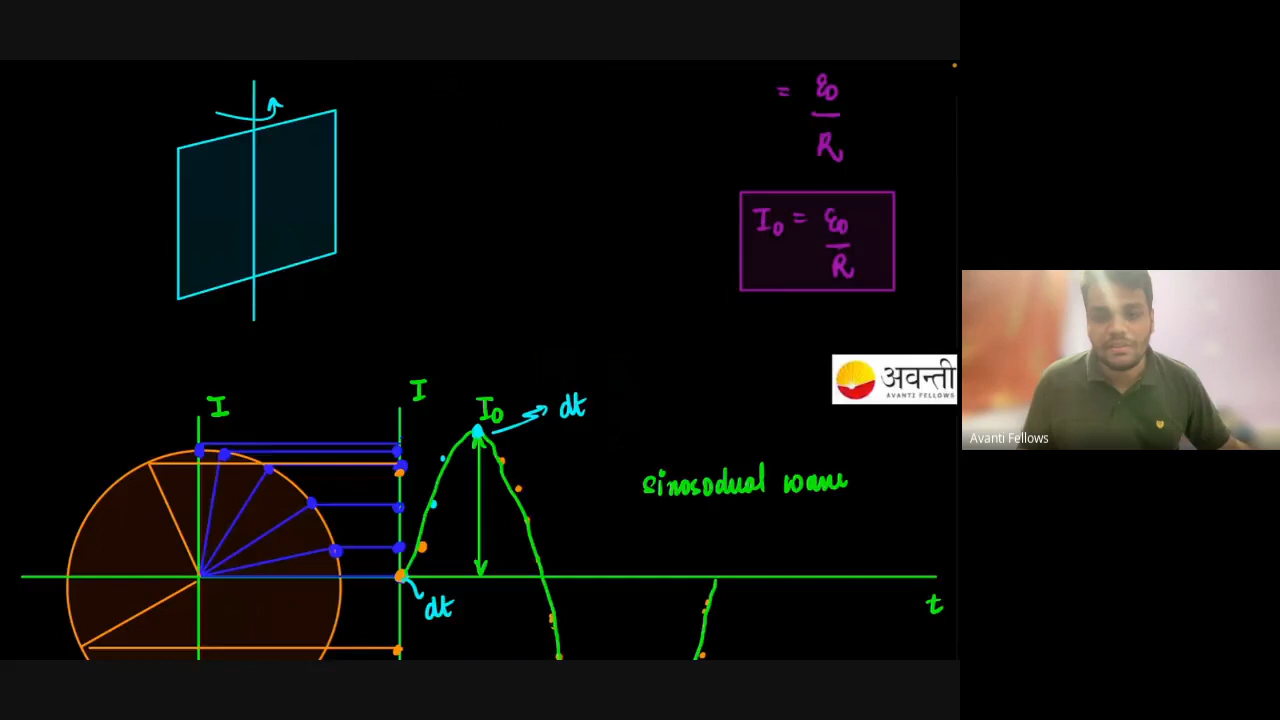 = ε0
R
I0 = ε0
R
अवन्ती
AVANTI FELLOWS
I
I
I0
dt
sinosodual wave
t
dt
Avanti Fellows